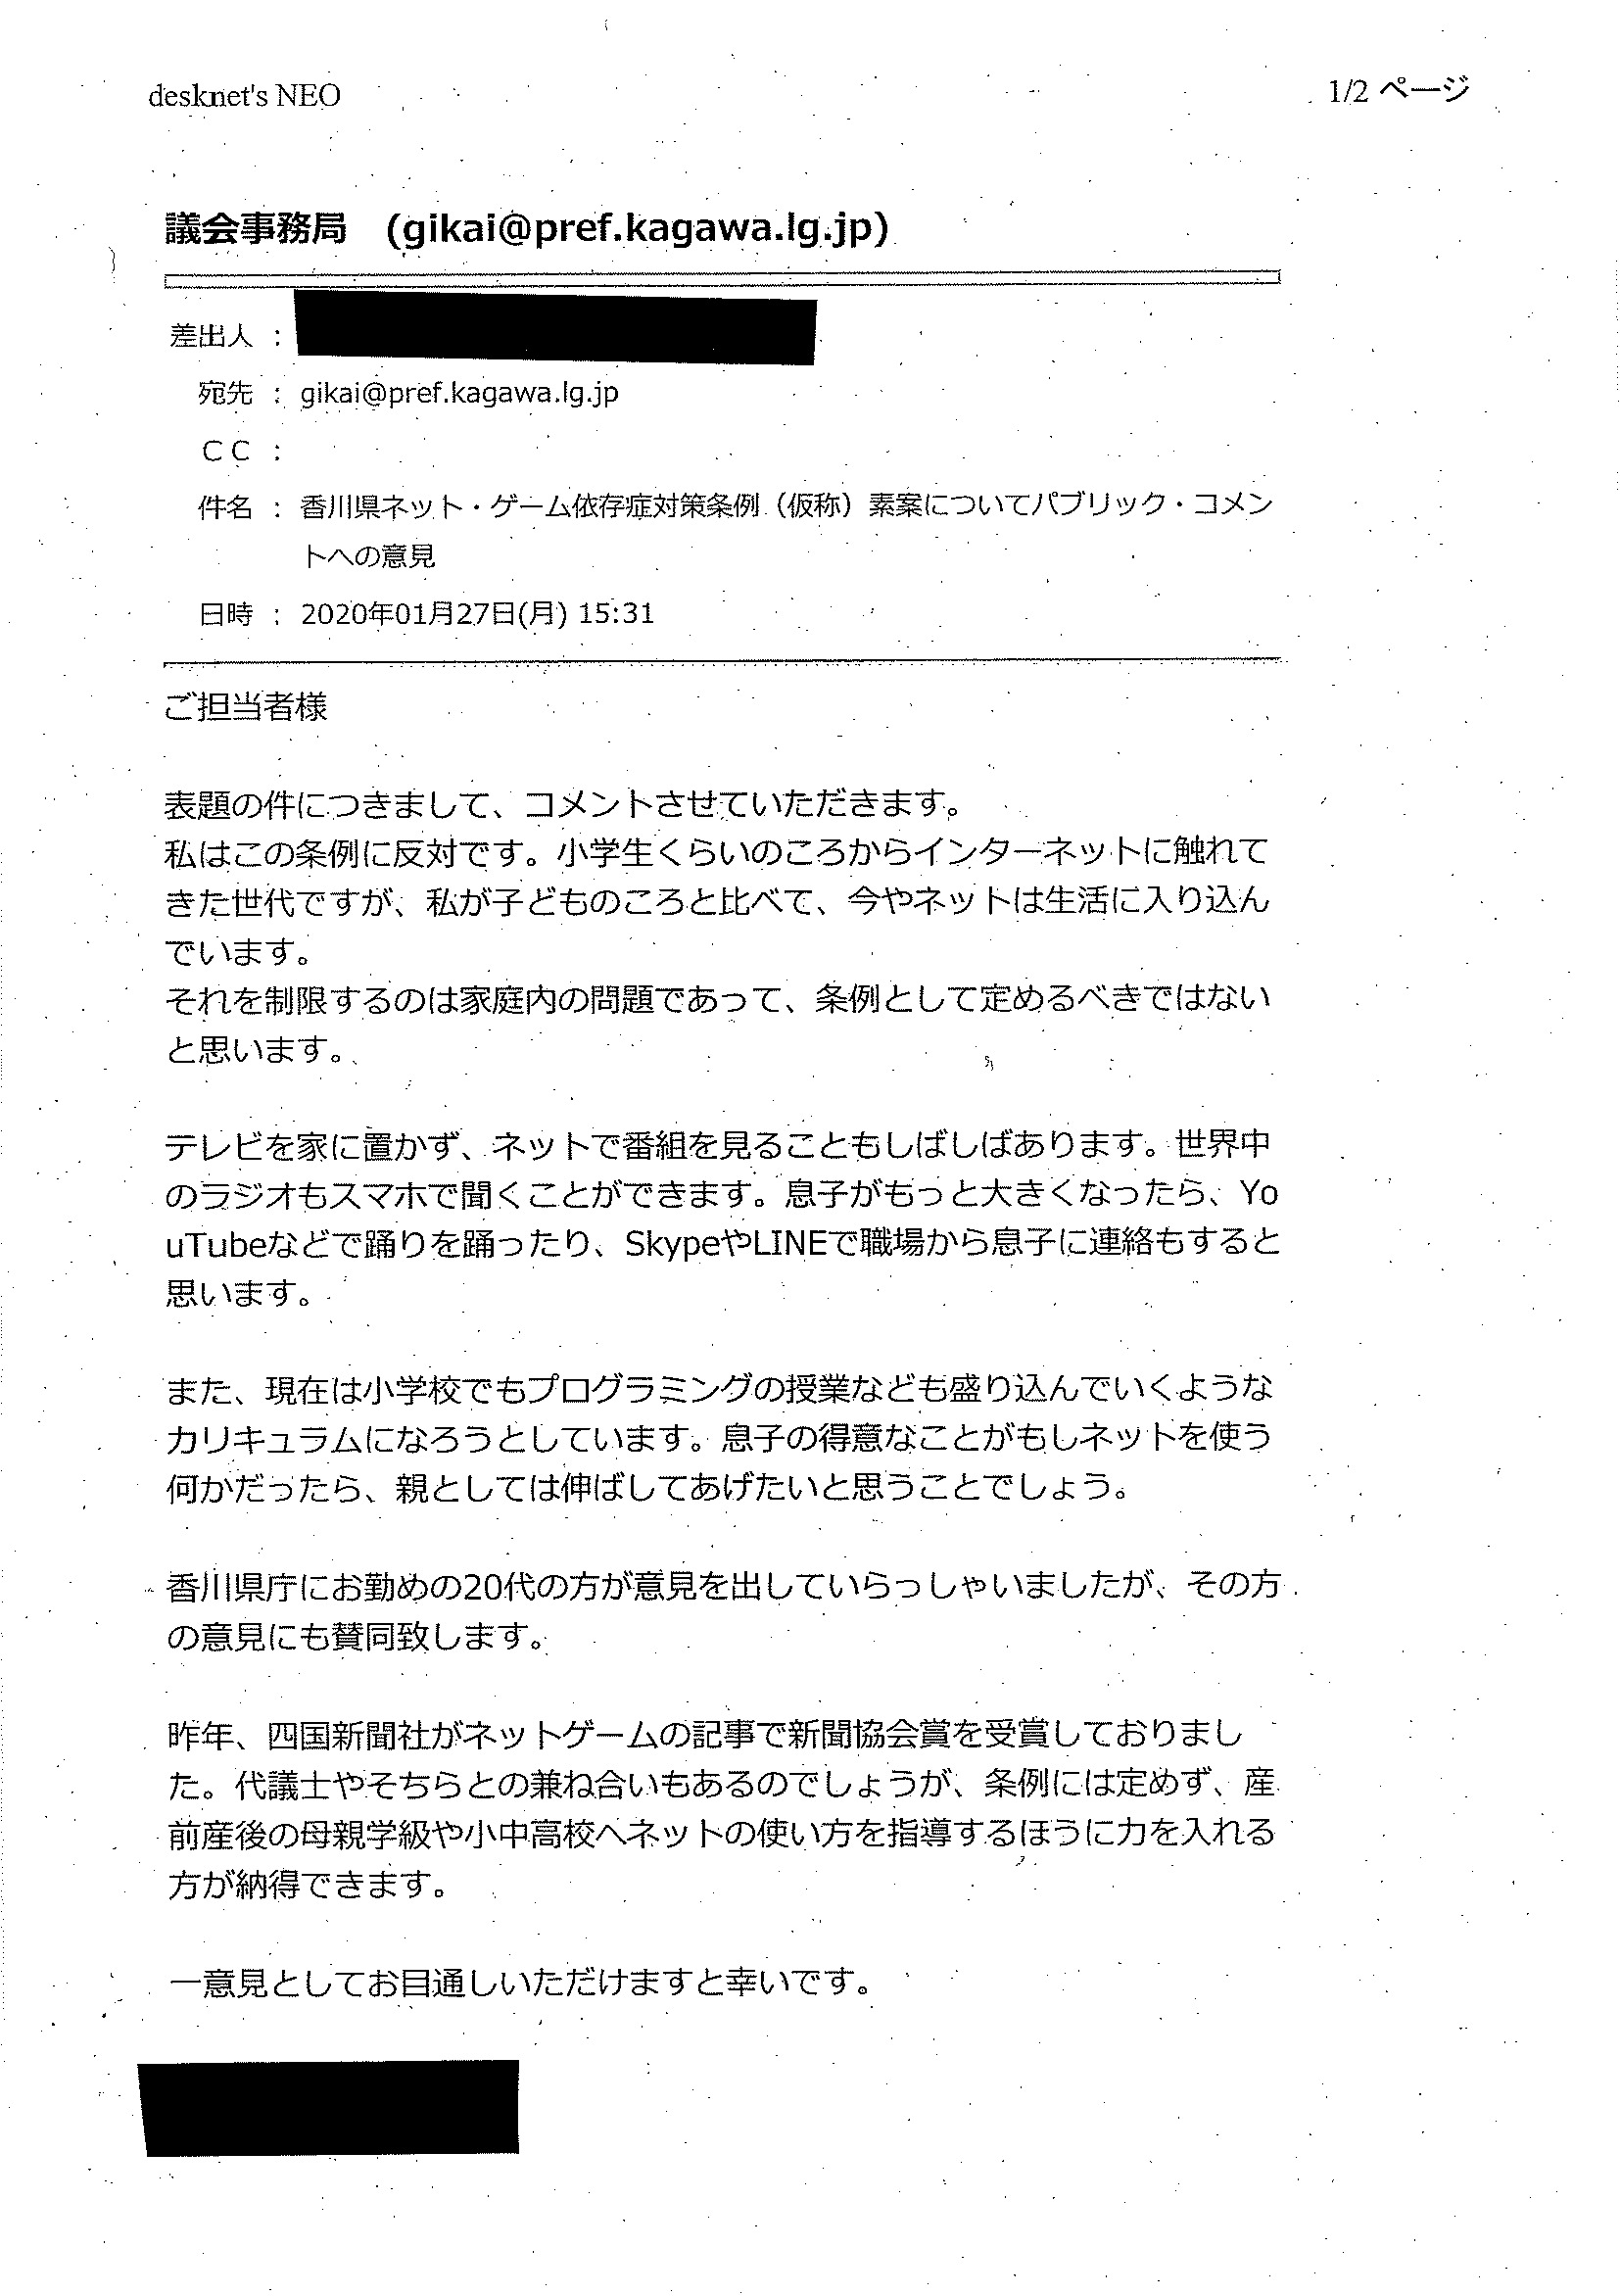 desknet's NEO
1/2 ページ
議会事務局　(gikai@pref.kagawa.lg.jp)
差出人 :
宛先 : gikai@pref.kagawa.lg.jp
ＣＣ :
件名 : 香川県ネット・ゲーム依存症対策条例（仮称）素案についてパブリック・コメン
トへの意見
日時 : 2020年01月27日(月) 15:31
ご担当者様
表題の件につきまして、コメントさせていただきます。
私はこの条例に反対です。小学生くらいのころからインターネットに触れて
きた世代ですが、私が子どものころと比べて、今やネットは生活に入り込ん
でいます。
それを制限するのは家庭内の問題であって、条例として定めるべきではない
と思います。
テレビを家に置かず、ネットで番組を見ることもしばしばあります。世界中
のラジオもスマホで聞くことができます。息子がもっと大きくなったら、Yo
uTubeなどで踊りを踊ったり、SkypeやLINEで職場から息子に連絡もすると
思います。
また、現在は小学校でもプログラミングの授業なども盛り込んでいくような
カリキュラムになろうとしています。息子の得意なことがもしネットを使う
何かだったら、親としては伸ばしてあげたいと思うことでしょう。
香川県庁にお勤めの20代の方が意見を出していらっしゃいましたが、その方
の意見にも賛同致します。
昨年、四国新聞社がネットゲームの記事で新聞協会賞を受賞しておりまし
た。代議士やそちらとの兼ね合いもあるのでしょうが、条例には定めず、産
前産後の母親学級や小中高校へネットの使い方を指導するほうに力を入れる
方が納得できます。
一意見としてお目通しいただけますと幸いです。